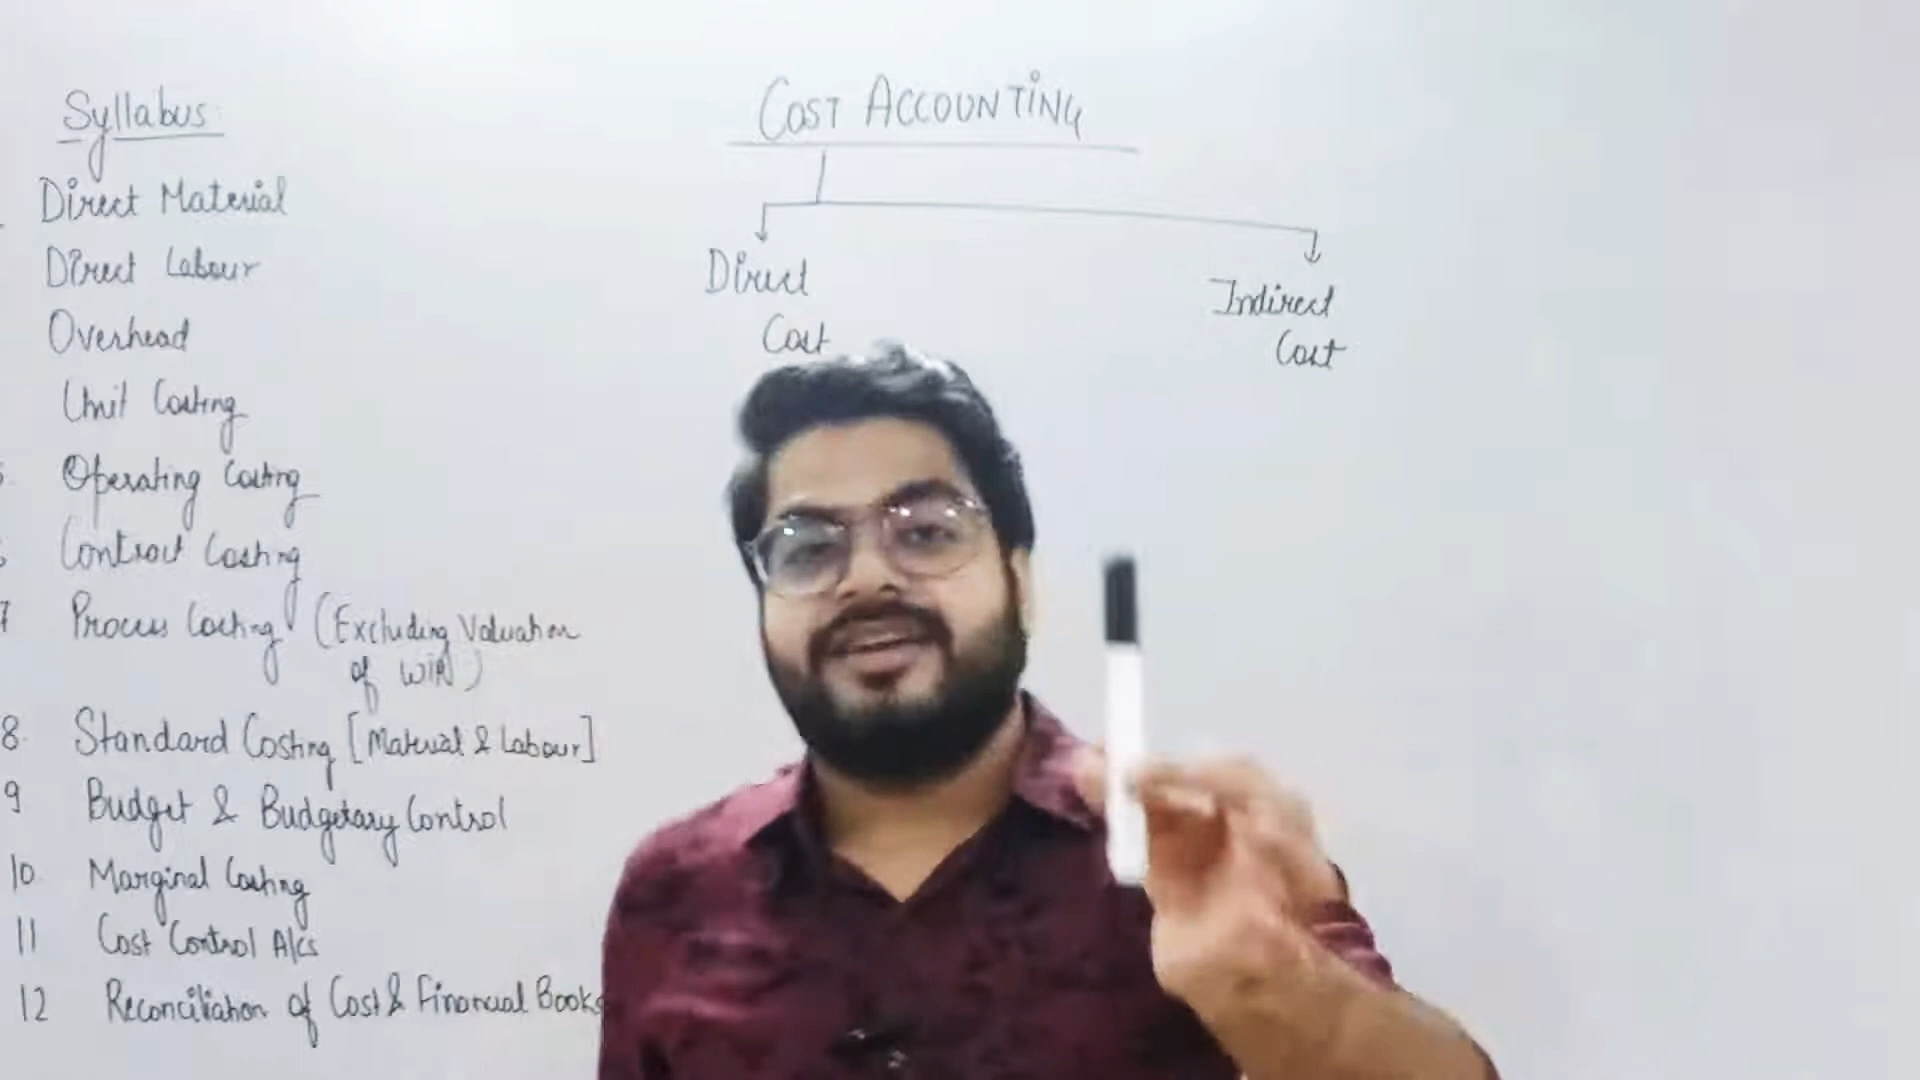 Syllabus
Direct Material
Direct Labour
Overhead
Unit Costing
Operating Costing
Contract Costing
7 Process Costing (Excluding Valuation
of WIP)
8. Standard Costing [Material & Labour]
9 Budget & Budgetary Control
10. Marginal Costing
11 Cost Control A/cs
12 Reconciliation of Cost & Financial Books
COST ACCOUNTING
Direct
Cost
Indirect
Cost